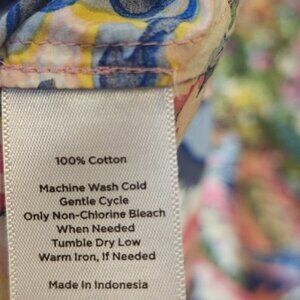 100% Cotton
Machine Wash Cold
Gentle Cycle
Only Non-Chlorine Bleach
When Needed
Tumble Dry Low
Warm Iron, If Needed
Made In Indonesia